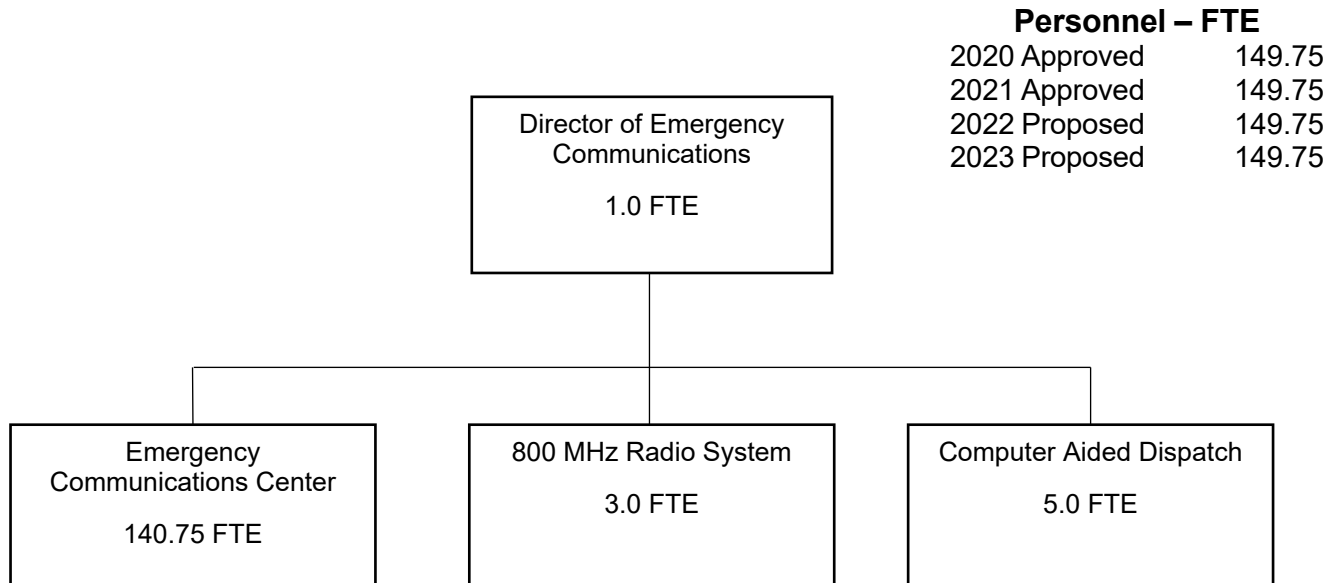 Personnel – FTE
2020 Approved 149.75
2021 Approved 149.75
2022 Proposed 149.75
2023 Proposed 149.75
Director of Emergency
Communications
1.0 FTE
Emergency
Communications Center
140.75 FTE
800 MHz Radio System
3.0 FTE
Computer Aided Dispatch
5.0 FTE